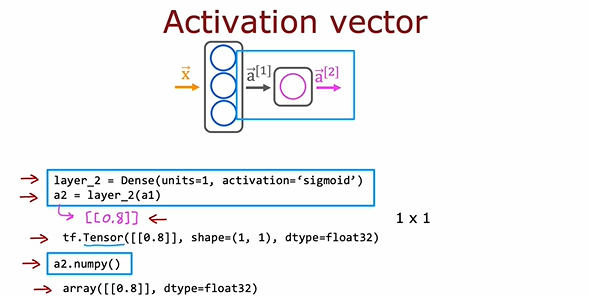 Activation vector
x⃗ a⃗[1] a⃗[2]
layer_2 = Dense(units=1, activation=‘sigmoid’)
a2 = layer_2(a1)
[[0.8]]
1 x 1
tf.Tensor([[0.8]], shape=(1, 1), dtype=float32)
a2.numpy()
array([[0.8]], dtype=float32)